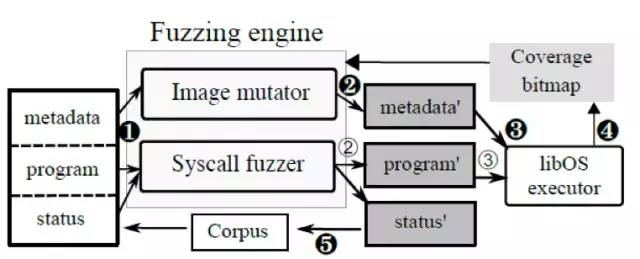 Fuzzing engine
metadata
program
status
❶
Image mutator
Syscall fuzzer
❷
②
metadata'
program'
status'
❸
③
libOS
executor
❹
Coverage
bitmap
❺
Corpus